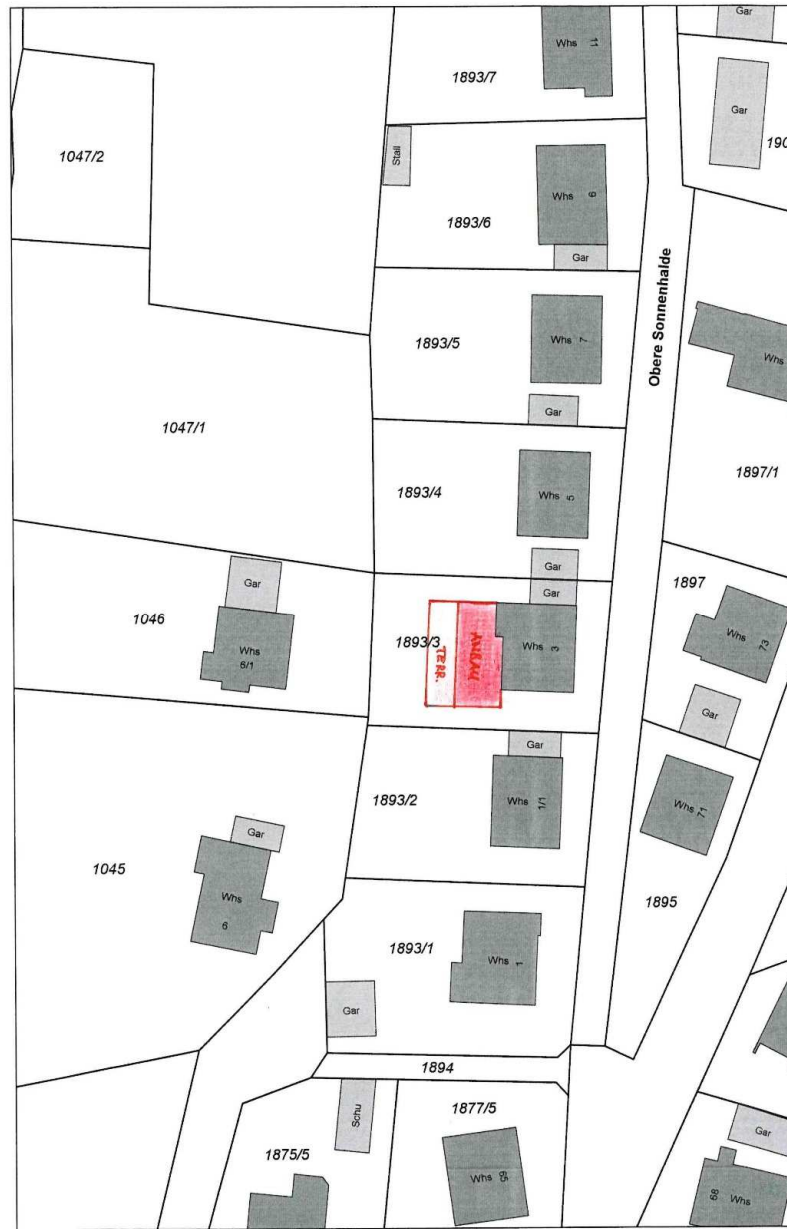 Gar
Whs 11
1893/7
Gar
190
1047/2
Stall
Whs 9
1893/6
Gar
Obere Sonnenhalde
Whs 7
1893/5
Whs
Gar
1047/1
1893/4
Whs 5
1897/1
Gar
Gar
Gar
1897
1046
1893/3
TERR.
ANBAU
Whs 3
Whs 73
Whs
6/1
Gar
Gar
1893/2
Whs 1/1
Whs 71
Gar
1045
Whs
6
1895
1893/1
Whs 1
Gar
1894
Schu
1877/5
Gar
1875/5
Whs 65
68 Whs